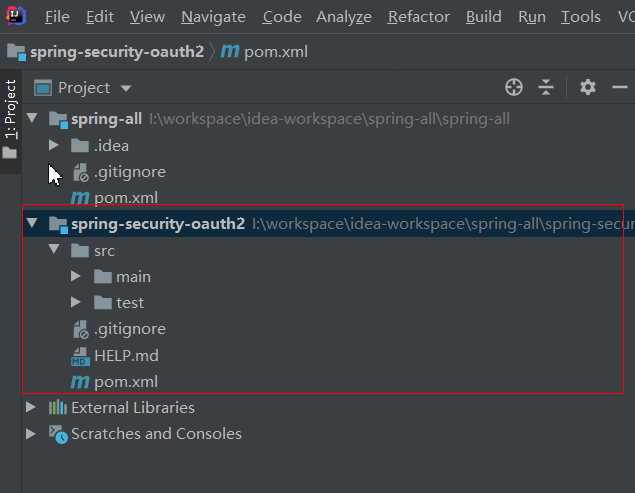 File Edit View Navigate Code Analyze Refactor Build Run Tools VC
spring-security-oauth2 pom.xml
1: Project
Project
spring-all I:\workspace\idea-workspace\spring-all\spring-all
.idea
.gitignore
pom.xml
spring-security-oauth2 I:\workspace\idea-workspace\spring-all\spring-secur
src
main
test
.gitignore
HELP.md
pom.xml
External Libraries
Scratches and Consoles